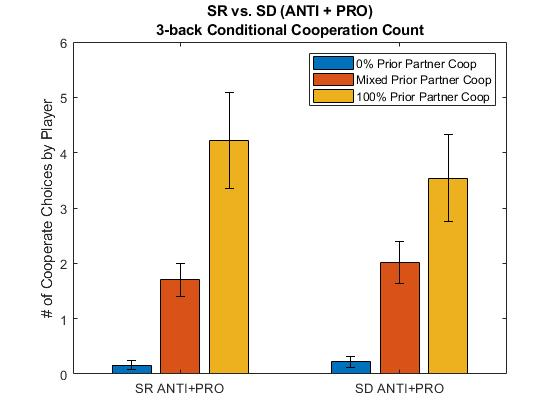 SR vs. SD (ANTI + PRO)
3-back Conditional Cooperation Count
# of Cooperate Choices by Player
6
5
4
3
2
1
0
0% Prior Partner Coop
Mixed Prior Partner Coop
100% Prior Partner Coop
SR ANTI+PRO
SD ANTI+PRO